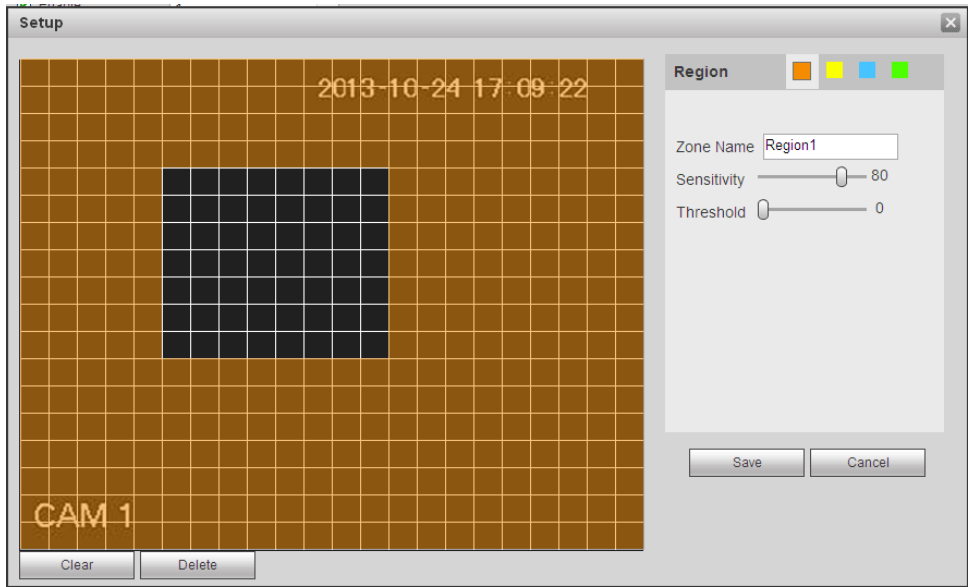 Setup
2013-10-24 17:09:22
Region
Zone Name Region1
Sensitivity 80
Threshold 0
Save Cancel
CAM 1
Clear Delete